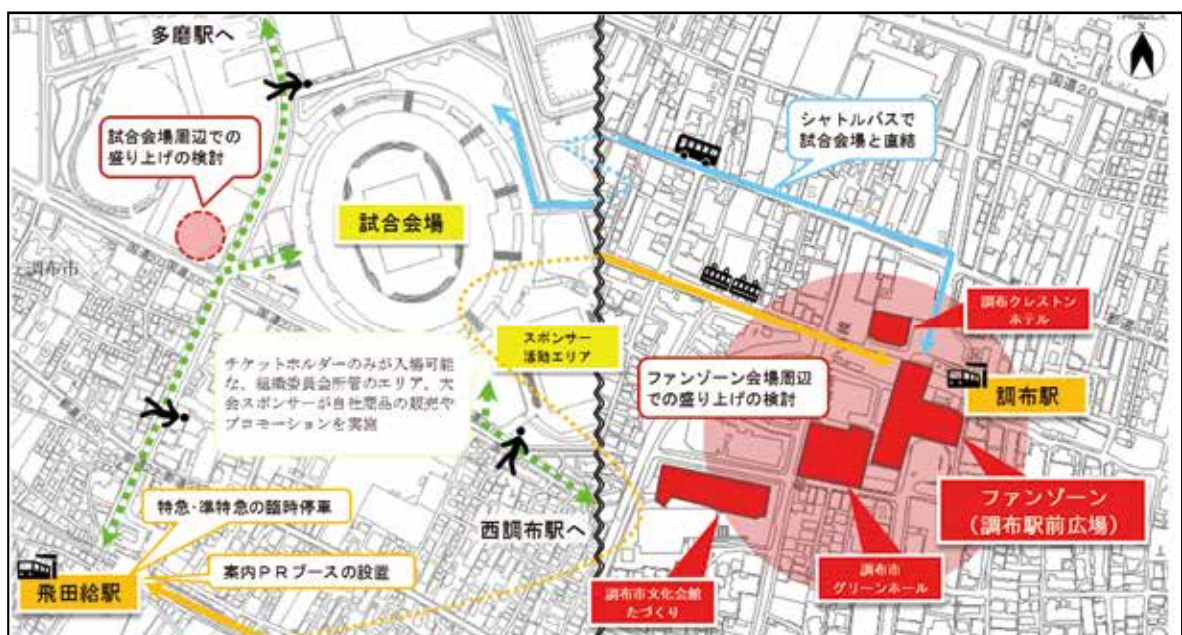 多磨駅へ
試合会場周辺での
盛り上げの検討
試合会場
調布市
チケットホルダーのみが入場可能
な、組織委員会所管のエリア。大
会スポンサーが自社商品の販売や
プロモーションを実施
スポンサー
活動エリア
特急・準特急の臨時停車
案内PRブースの設置
飛田給駅
西調布駅へ
N
国道20
シャトルバスで
試合会場と直結
調布クレストン
ホテル
ファンゾーン会場周辺
での盛り上げの検討
調布駅
ファンゾーン
(調布駅前広場)
調布市
グリーンホール
調布市文化会館
たづくり